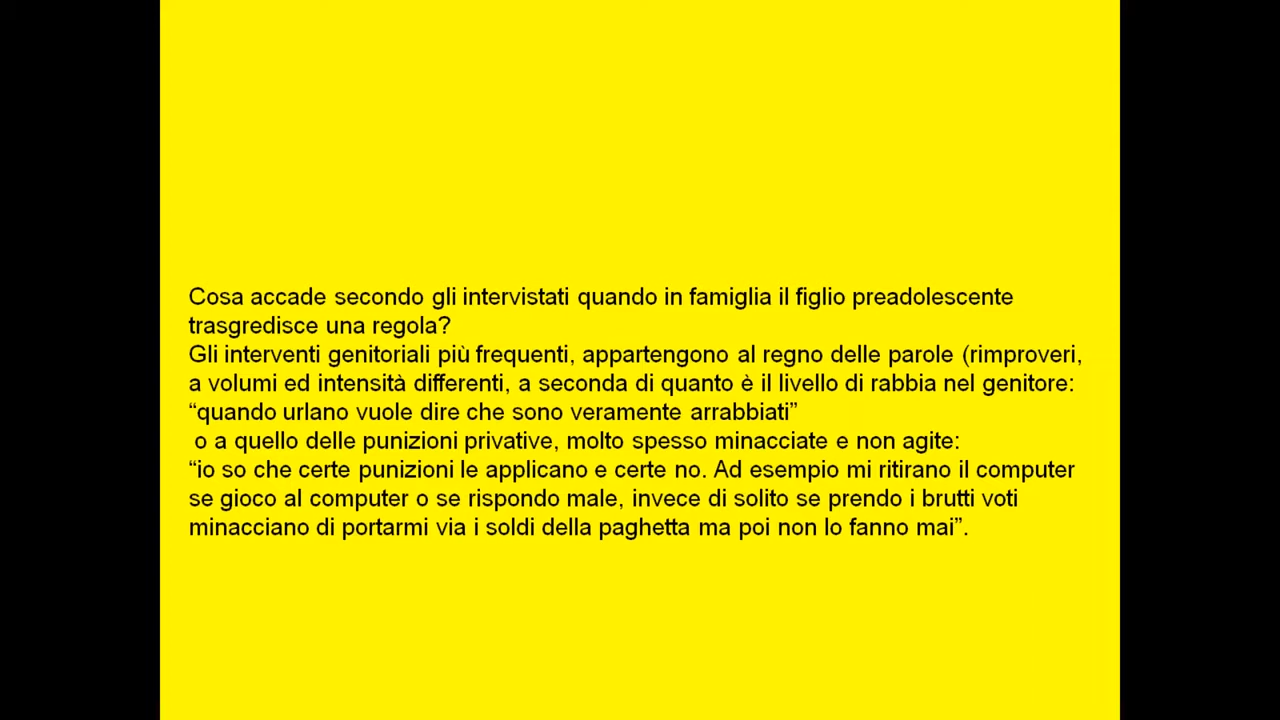 Cosa accade secondo gli intervistati quando in famiglia il figlio preadolescente
trasgredisce una regola?
Gli interventi genitoriali più frequenti, appartengono al regno delle parole (rimproveri,
a volumi ed intensità differenti, a seconda di quanto è il livello di rabbia nel genitore:
“quando urlano vuole dire che sono veramente arrabbiati”
o a quello delle punizioni privative, molto spesso minacciate e non agite:
“io so che certe punizioni le applicano e certe no. Ad esempio mi ritirano il computer
se gioco al computer o se rispondo male, invece di solito se prendo i brutti voti
minacciano di portarmi via i soldi della paghetta ma poi non lo fanno mai”.